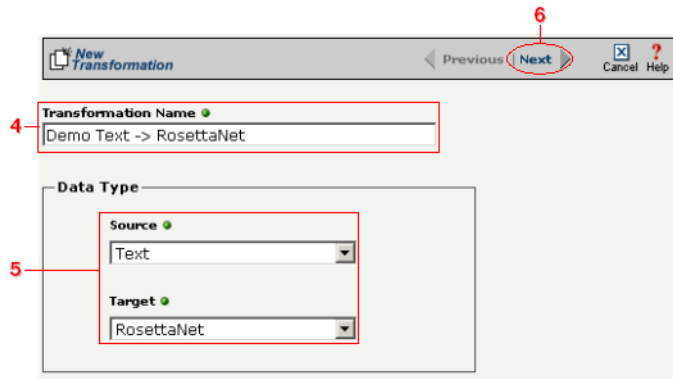 6
New
Transformation
Previous | Next
Cancel
?
Help
4
Transformation Name
Demo Text -> RosettaNet
Data Type
Source
5
Text
Target
RosettaNet